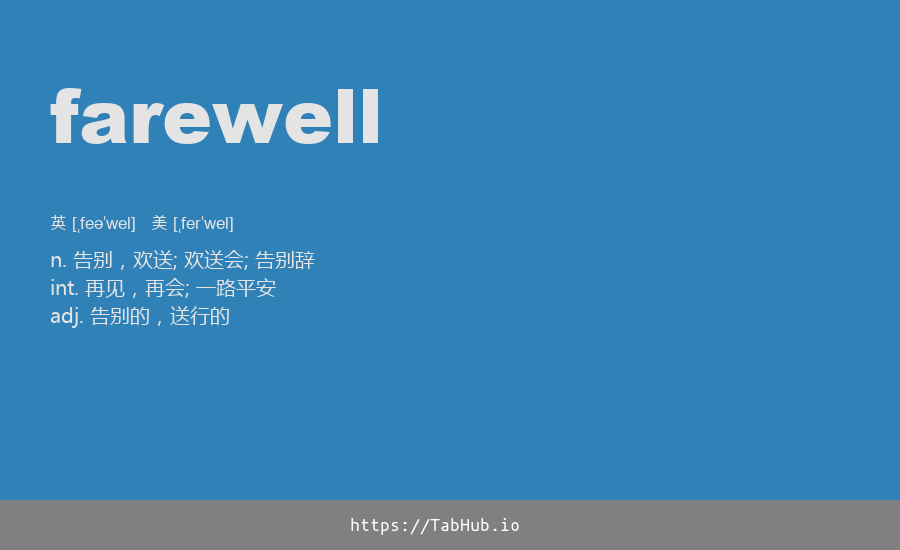 farewell
英 [ˌfeəˈwel]   美 [ˌferˈwel]
n. 告别，欢送; 欢送会; 告别辞
int. 再见，再会; 一路平安
adj. 告别的，送行的
https://TabHub.io